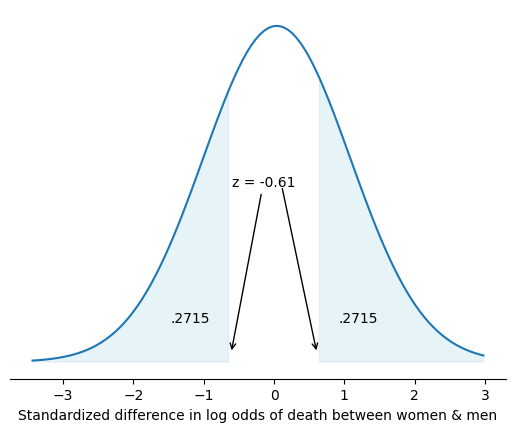 z = -0.61
.2715
.2715
−3 −2 −1 0 1 2 3
Standardized difference in log odds of death between women & men